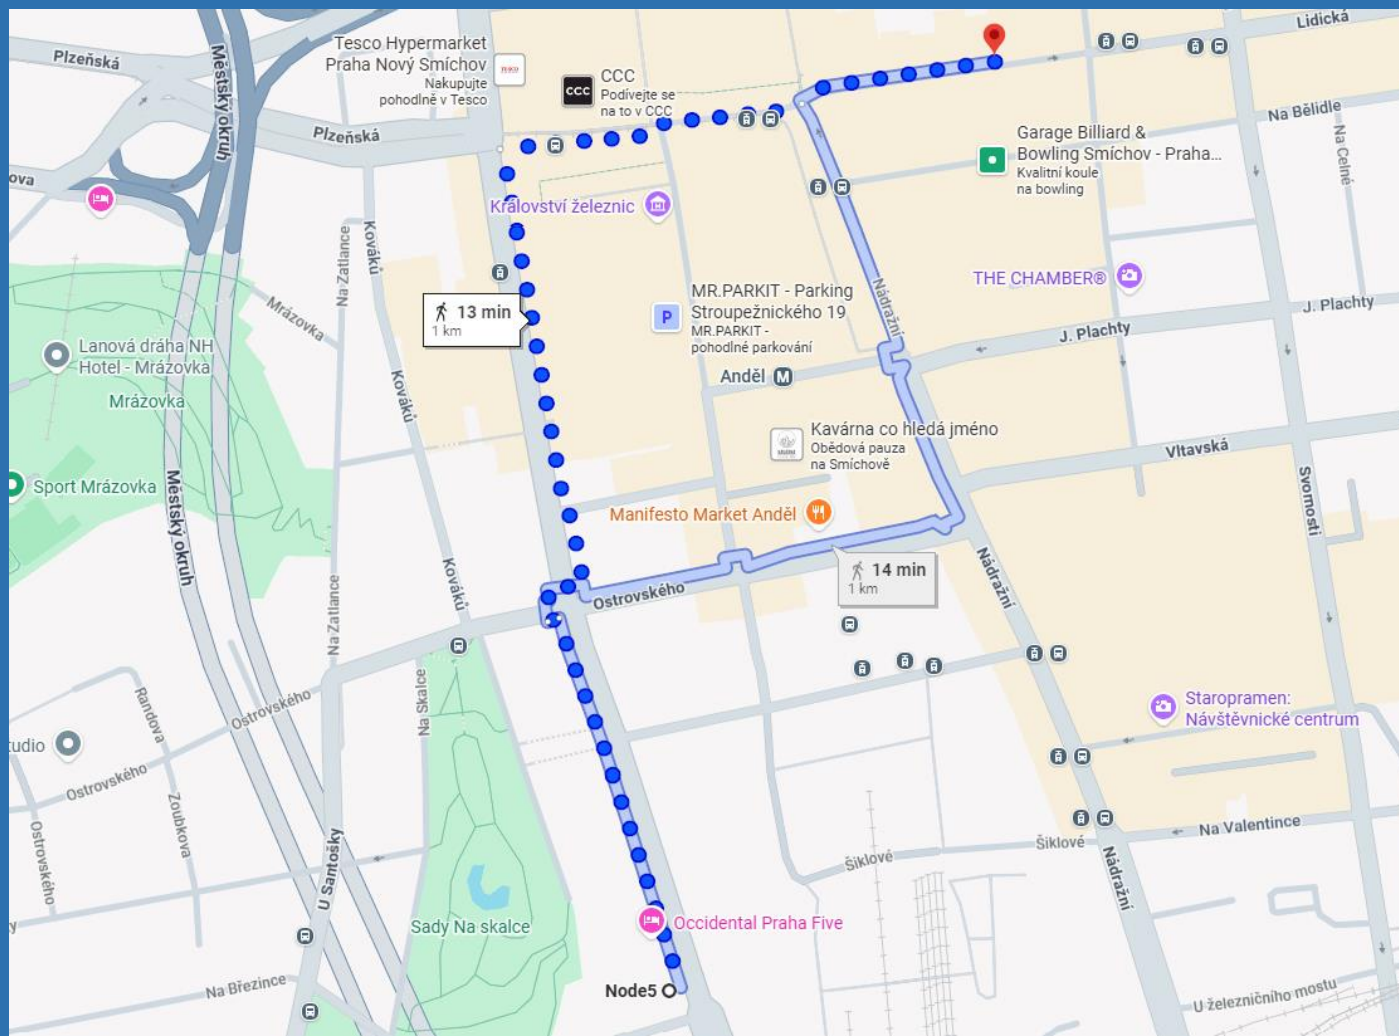 Lidická
Plzeňská
Městský okruh
Tesco Hypermarket
Praha Nový Smíchov
Nakupujte
pohodlně v Tesco
TESCO
CCC
CCC
Podívejte se
na to v CCC
Plzeňská
Na Bělidle
Na Celné
Garage Billiard &
Bowling Smíchov - Praha...
Kvalitní koule
na bowling
ova
Království železnic
Kováků
Na Zatlance
Mrázovka
THE CHAMBER®
Nádražní
MR.PARKIT - Parking
Stroupežnického 19
MR.PARKIT -
pohodlné parkování
P
13 min
1 km
J. Plachty
J. Plachty
Lanová dráha NH
Hotel - Mrázovka
Mrázovka
Anděl M
Kováků
Kavárna co hledá jméno
Obědová pauza
na Smíchově
Vltavská
Sport Mrázovka
Městský okruh
Svornosti
Manifesto Market Anděl
Kováků
Nádražní
14 min
1 km
Ostrovského
Na Zatlance
Na Skalce
Ostrovského
Randova
Staropramen:
Návštěvnické centrum
tudio
Ostrovského
Zoubkova
Ostrovského
U Santošky
Na Valentince
Šiklové
Šiklové
Nádražní
Sady Na skalce
Occidental Praha Five
y
Na Březince
Node5
U železničního mostu